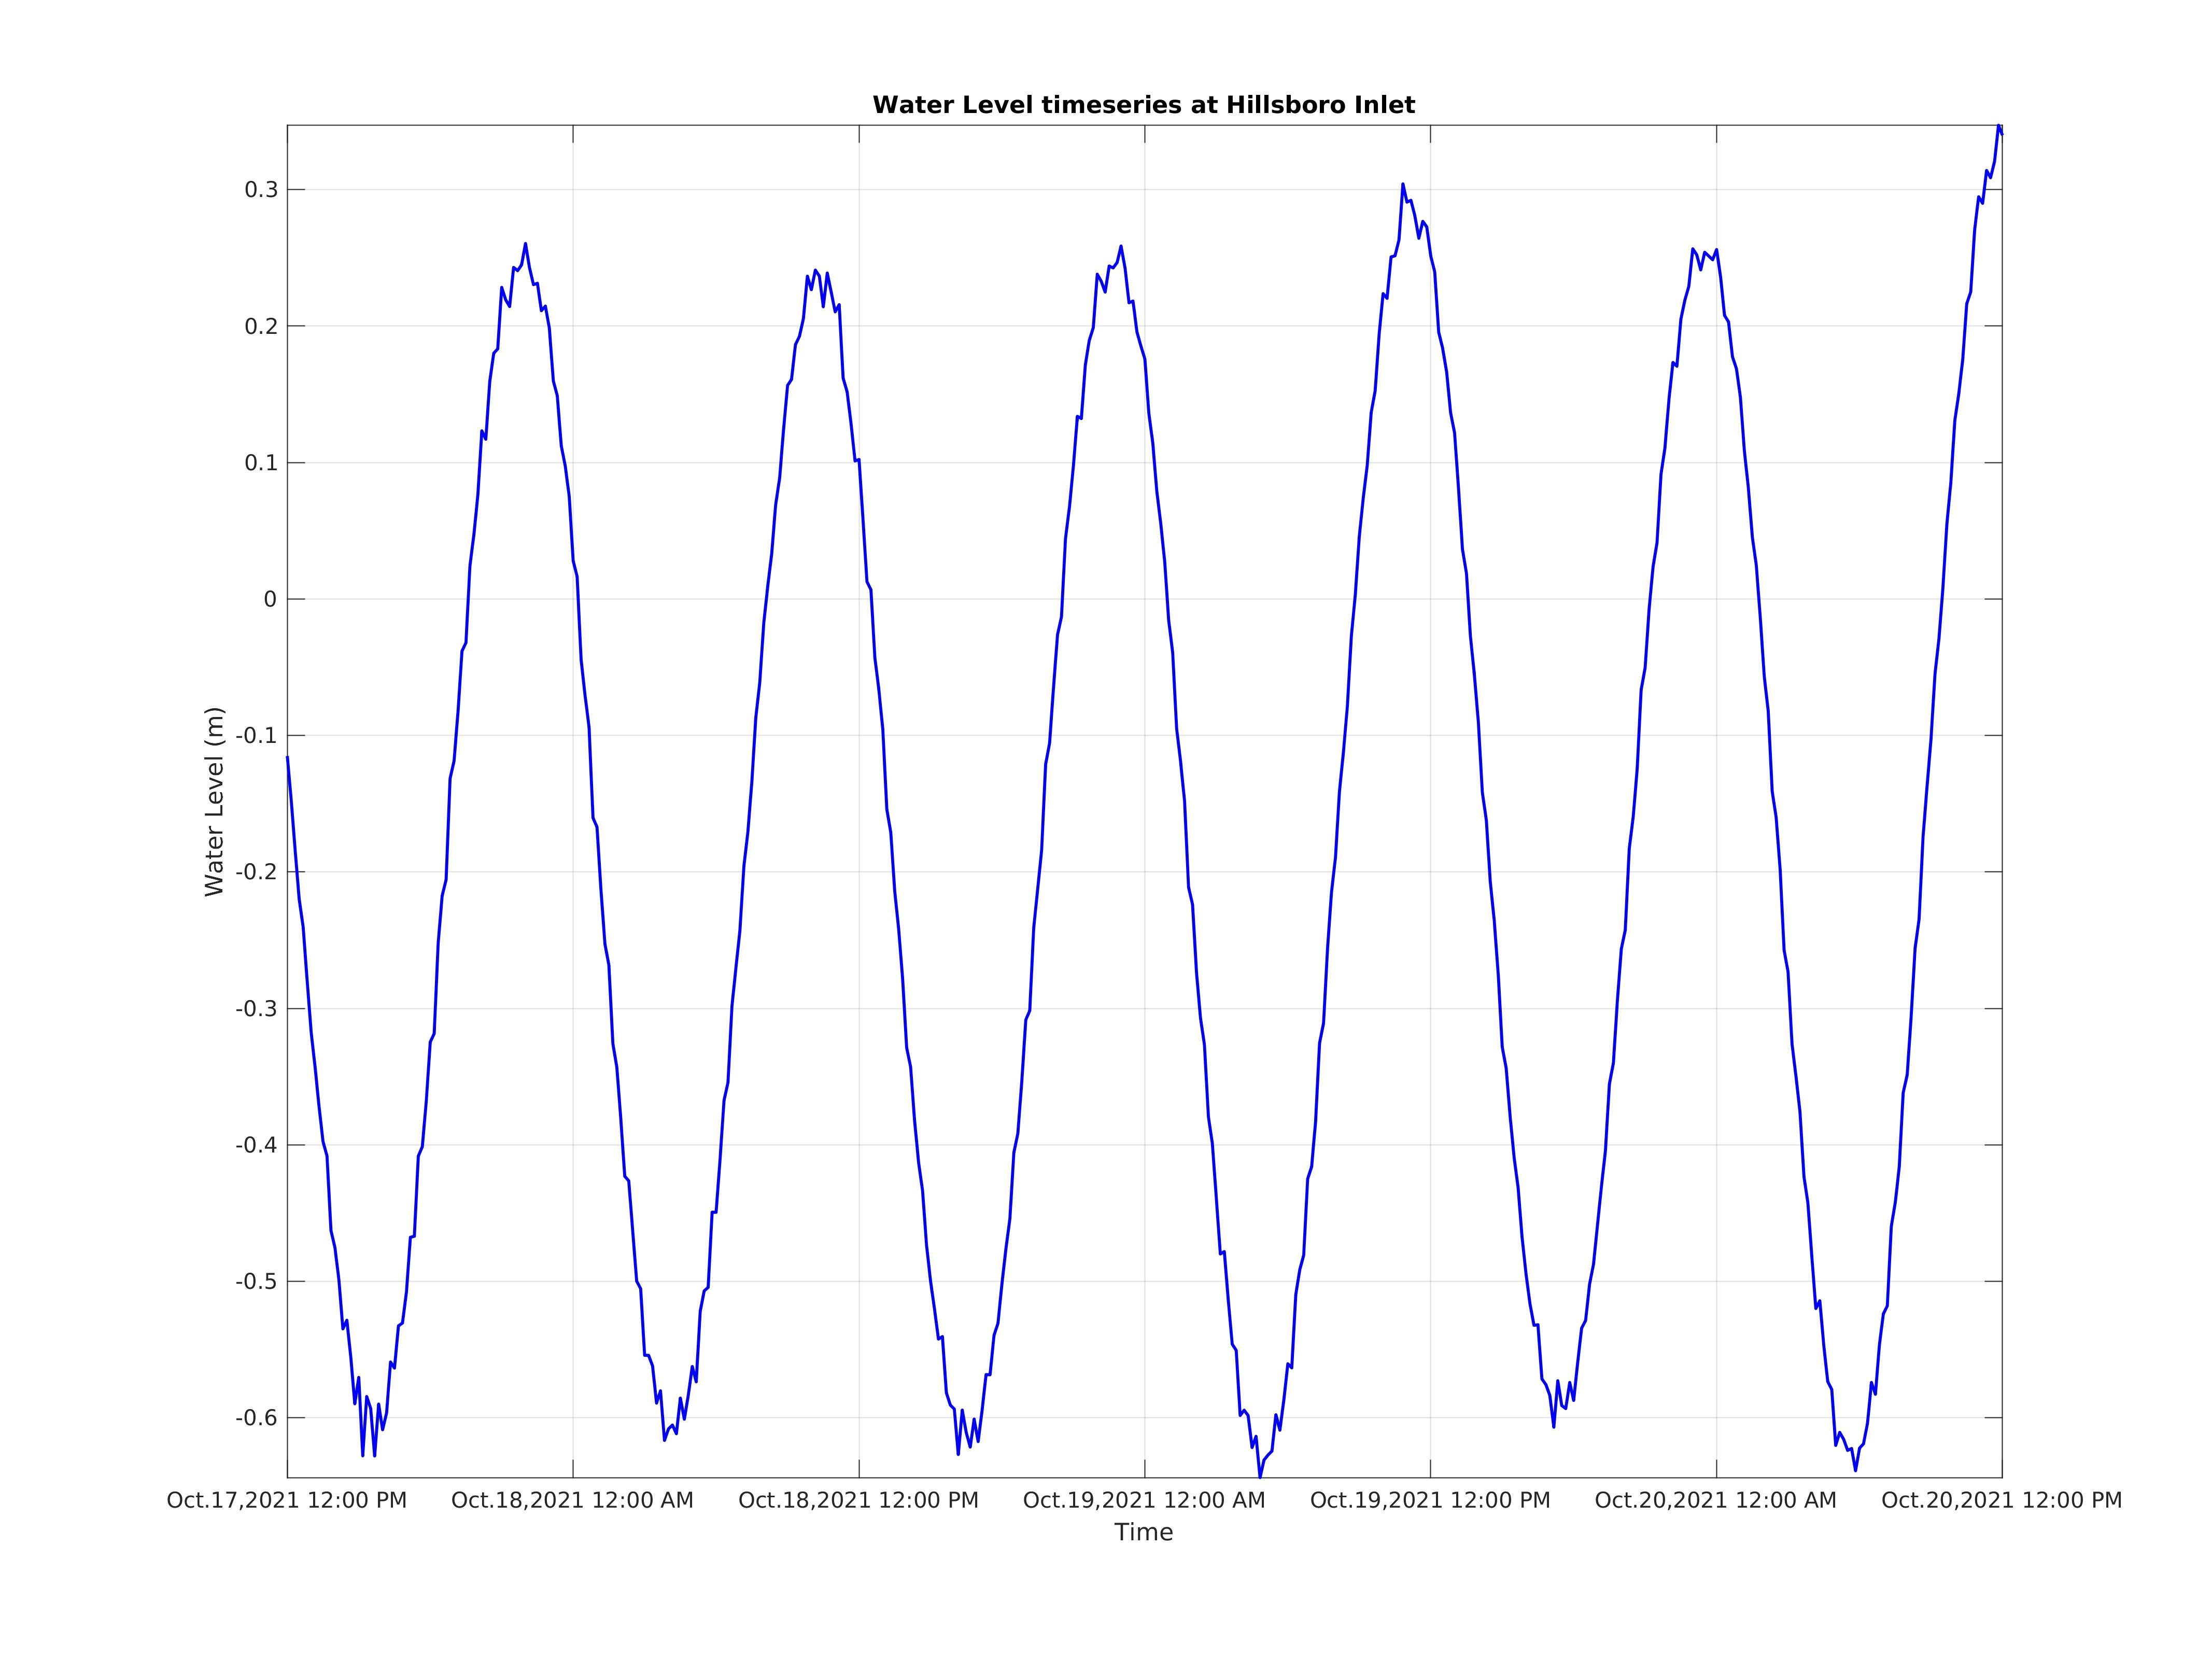 Water Level timeseries at Hillsboro Inlet
0.3
0.2
0.1
0
-0.1
-0.2
-0.3
-0.4
-0.5
-0.6
Water Level (m)
Oct.17,2021 12:00 PM
Oct.18,2021 12:00 AM
Oct.18,2021 12:00 PM
Oct.19,2021 12:00 AM
Oct.19,2021 12:00 PM
Oct.20,2021 12:00 AM
Oct.20,2021 12:00 PM
Time